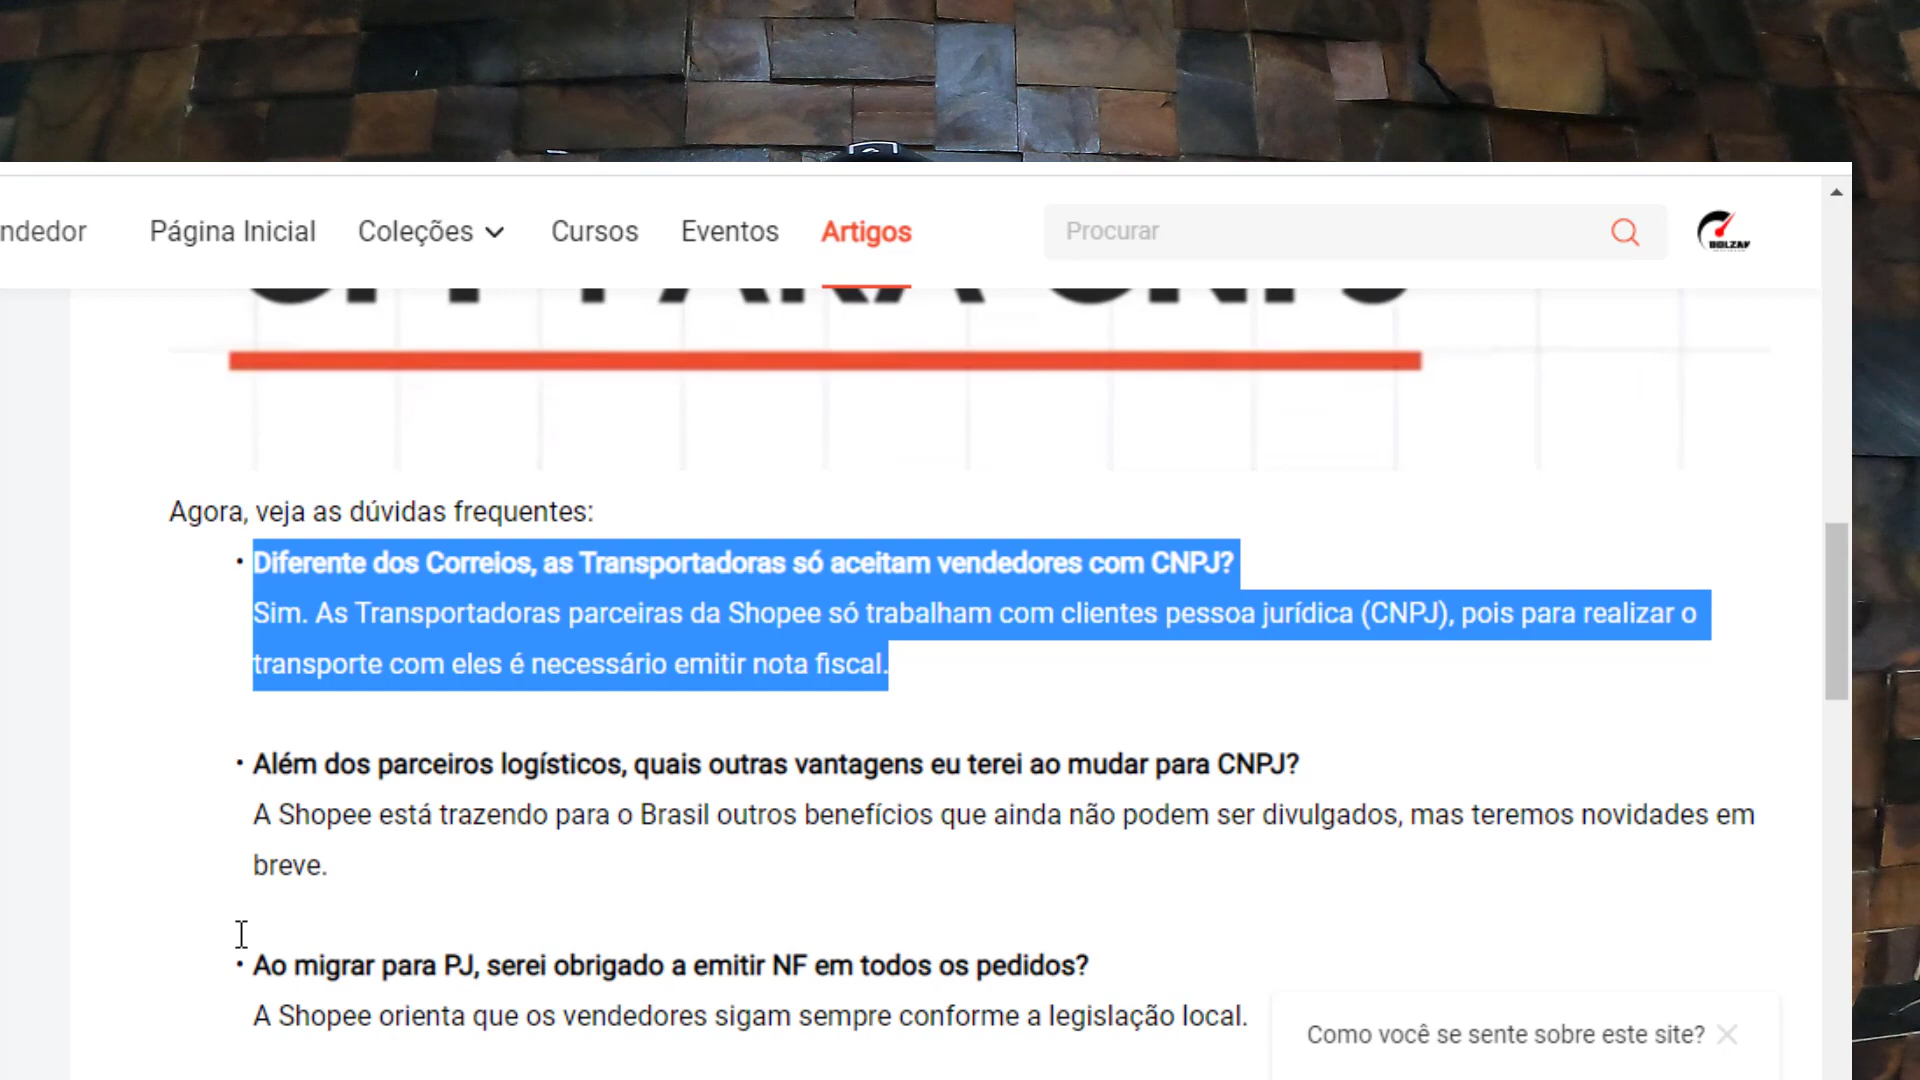 ndedor
Página Inicial
Coleções
Cursos
Eventos
Artigos
Procurar
BOLZAN
Agora, veja as dúvidas frequentes:
• Diferente dos Correios, as Transportadoras só aceitam vendedores com CNPJ?
Sim. As Transportadoras parceiras da Shopee só trabalham com clientes pessoa jurídica (CNPJ), pois para realizar o
transporte com eles é necessário emitir nota fiscal.
• Além dos parceiros logísticos, quais outras vantagens eu terei ao mudar para CNPJ?
A Shopee está trazendo para o Brasil outros benefícios que ainda não podem ser divulgados, mas teremos novidades em
breve.
• Ao migrar para PJ, serei obrigado a emitir NF em todos os pedidos?
A Shopee orienta que os vendedores sigam sempre conforme a legislação local.
Como você se sente sobre este site?